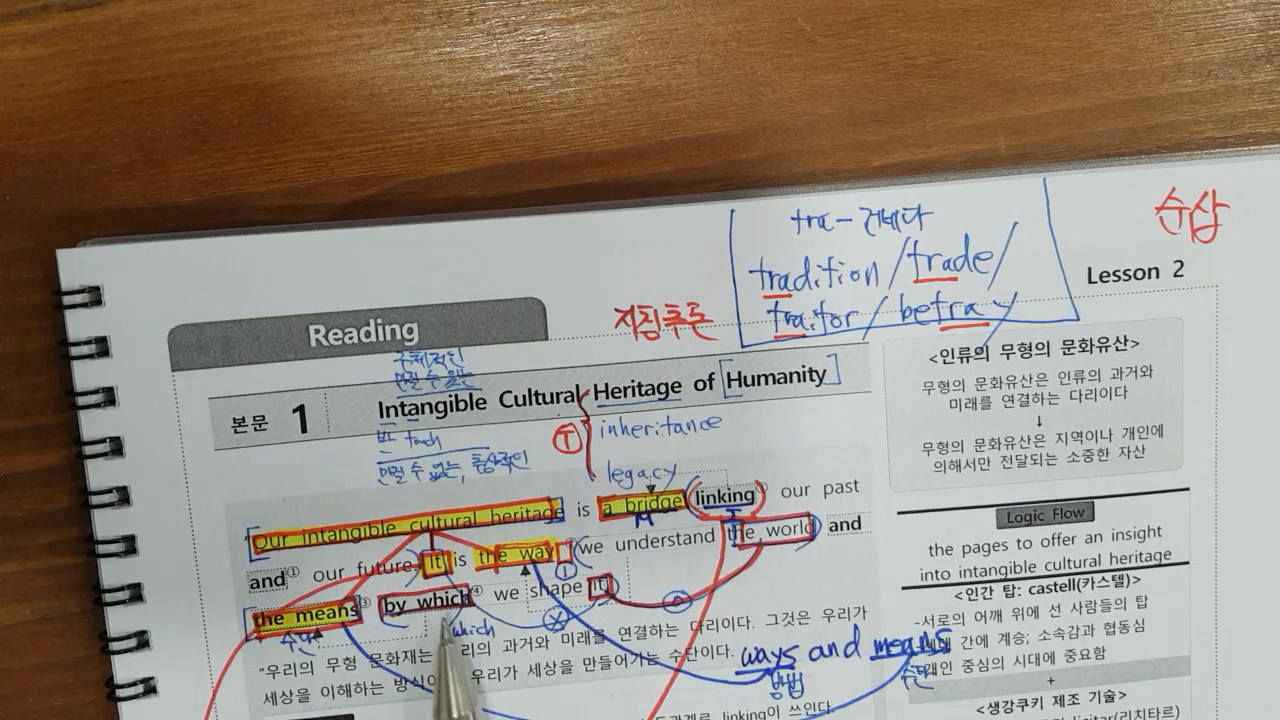 수삽
tra - 건네다
tradition / trade /
traitor / betray
Lesson 2
지칭추론
Reading
구체적인
만질 수 있는
본문 1 Intangible Cultural Heritage of Humanity
반 touch
만질 수 없는, 추상적인
T inheritance
legacy
Our intangible cultural heritage is a bridge linking our past
and① our future. It is the way② we understand the world and
the means③ by which④ we shape it.
수단
which
"우리의 무형 문화재는 우리의 과거와 미래를 연결하는 다리이다. 그것은 우리가
세상을 이해하는 방식이 우리가 세상을 만들어가는 수단이다.
ways and means
방법 수단
linking이 쓰인다.
<인류의 무형의 문화유산>
무형의 문화유산은 인류의 과거와
미래를 연결하는 다리이다
↓
무형의 문화유산은 지역이나 개인에
의해서만 전달되는 소중한 자산
Logic Flow
the pages to offer an insight
into intangible cultural heritage
<인간 탑: castell(카스텔)>
-서로의 어깨 위에 선 사람들의 탑
간에 계승; 소속감과 협동심
개인 중심의 시대에 중요함
+
<생강쿠키 제조 기술>
licitar(리치타르)